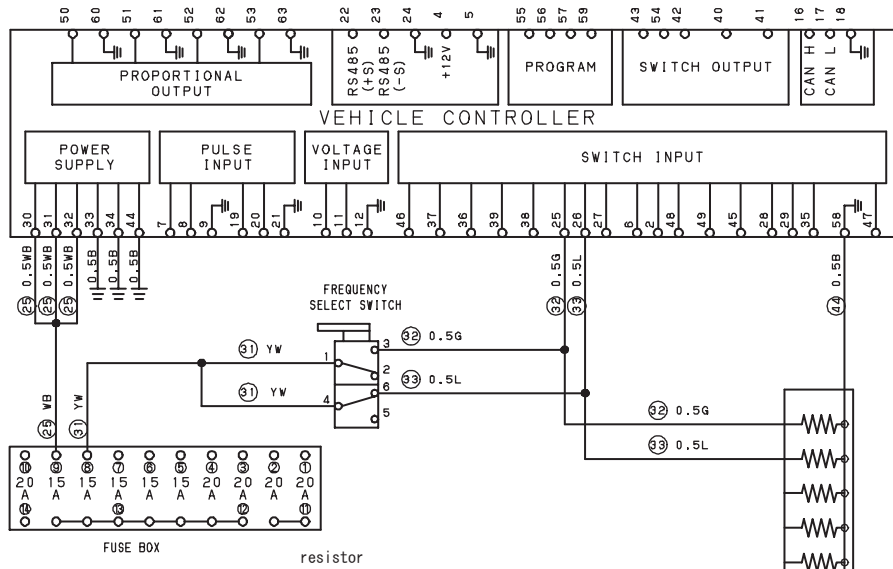 50 60 51 61 52 62 53 63 22 23 24 4 5 55 56 57 59 43 54 42 40 41 16 17 18
PROPORTIONAL
OUTPUT
RS485
(+S)
RS485
(-S)
+12V
PROGRAM
SWITCH OUTPUT
CAN H
CAN L
VEHICLE CONTROLLER
POWER
SUPPLY
PULSE
INPUT
VOLTAGE
INPUT
SWITCH INPUT
30 31 32 33 34 44 7 8 9 19 20 21 10 11 12 46 37 36 39 38 25 26 27 6 2 48 49 45 28 29 35 58 47
㉕ 0.5WB
㉕ 0.5WB
㉕ 0.5WB
0.5B
0.5B
0.5B
㉜ 0.5G
㉝ 0.5L
㊹ 0.5B
FREQUENCY
SELECT SWITCH
㉛ YW
1
3
2
㉜ 0.5G
㉛ YW
4
6
5
㉝ 0.5L
㉜ 0.5G
㉝ 0.5L
㉕ WB
㉛ YW
⑩ ⑨ ⑧ ⑦ ⑥ ⑤ ④ ③ ② ①
20 15 15 15 15 15 20 20 20 20
A A A A A A A A A A
⑭ ⑬ ⑫ ⑪
FUSE BOX
resistor